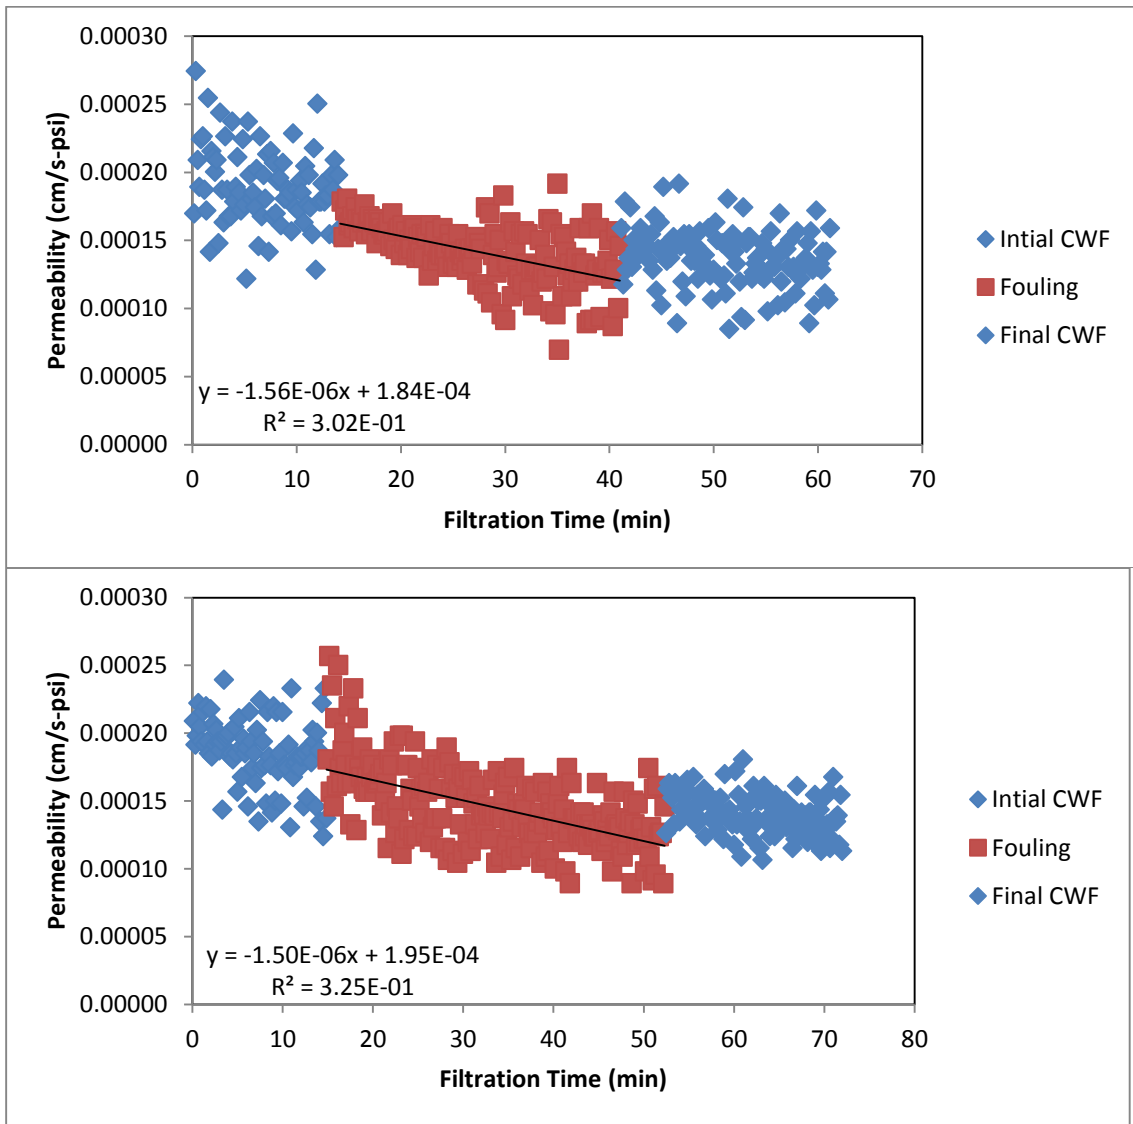 0.00030
0.00025
0.00020
0.00015
0.00010
0.00005
0.00000
Permeability (cm/s-psi)
y = -1.56E-06x + 1.84E-04
R² = 3.02E-01
0 10 20 30 40 50 60 70
Filtration Time (min)
Intial CWF
Fouling
Final CWF
0.00030
0.00025
0.00020
0.00015
0.00010
0.00005
0.00000
Permeability (cm/s-psi)
y = -1.50E-06x + 1.95E-04
R² = 3.25E-01
0 10 20 30 40 50 60 70 80
Filtration Time (min)
Intial CWF
Fouling
Final CWF